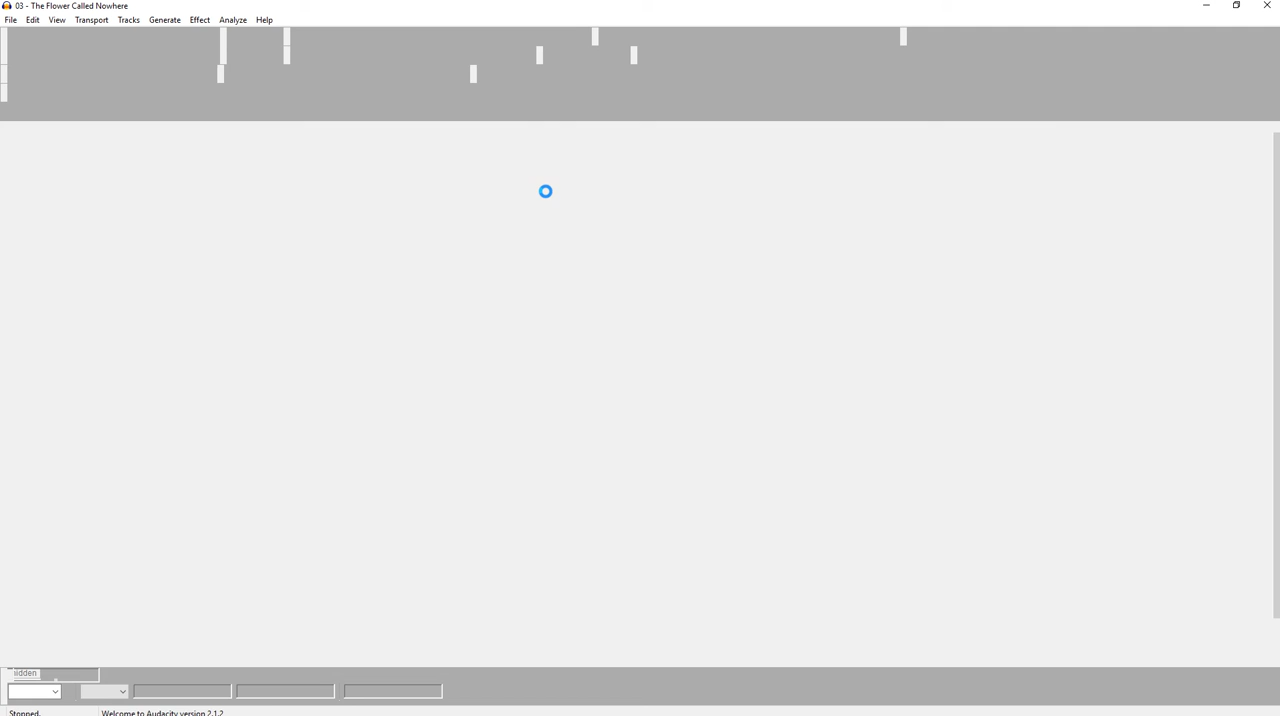 03 - The Flower Called Nowhere
File Edit View Transport Tracks Generate Effect Analyze Help
hidden
Stopped. Welcome to Audacity version 2.1.2